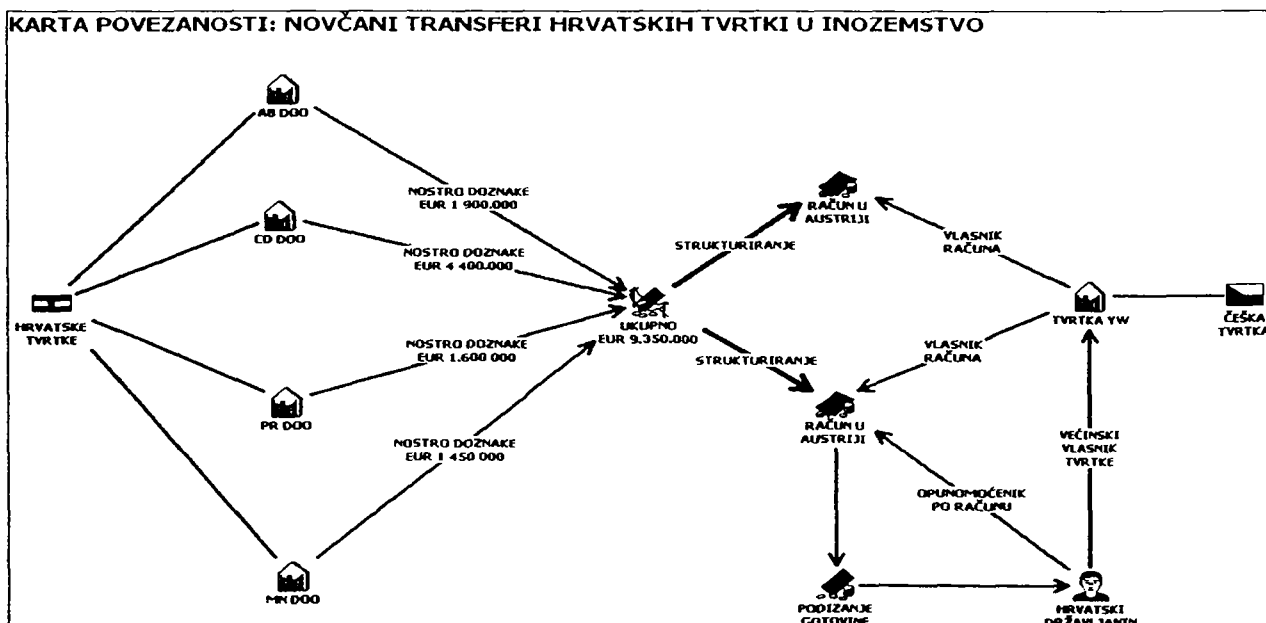 KARTA POVEZANOSTI: NOVČANI TRANSFERI HRVATSKIH TVRTKI U INOZEMSTVO
AB DOO
NOSTRO DOZNAKE
EUR 1 900.000
CD DOO
NOSTRO DOZNAKE
EUR 4 400.000
HRVATSKE
TVRTKE
PR DOO
NOSTRO DOZNAKE
EUR 1.600 000
MN DOO
NOSTRO DOZNAKE
EUR 1 450 000
UKUPNO
EUR 9.350.000
STRUKTURIRANJE
RAČUN U
AUSTRIJI
VLASNIK
RAČUNA
TVRTKA YW
ČEŠKA
TVRTKA
STRUKTURIRANJE
VLASNIK
RAČUNA
RAČUN U
AUSTRIJI
VEĆINSKI
VLASNIK
TVRTKE
OPUNOMOĆENIK
PO RAČUNU
PODIZANJE
GOTOVINE
HRVATSKI
DRŽAVLJANIN